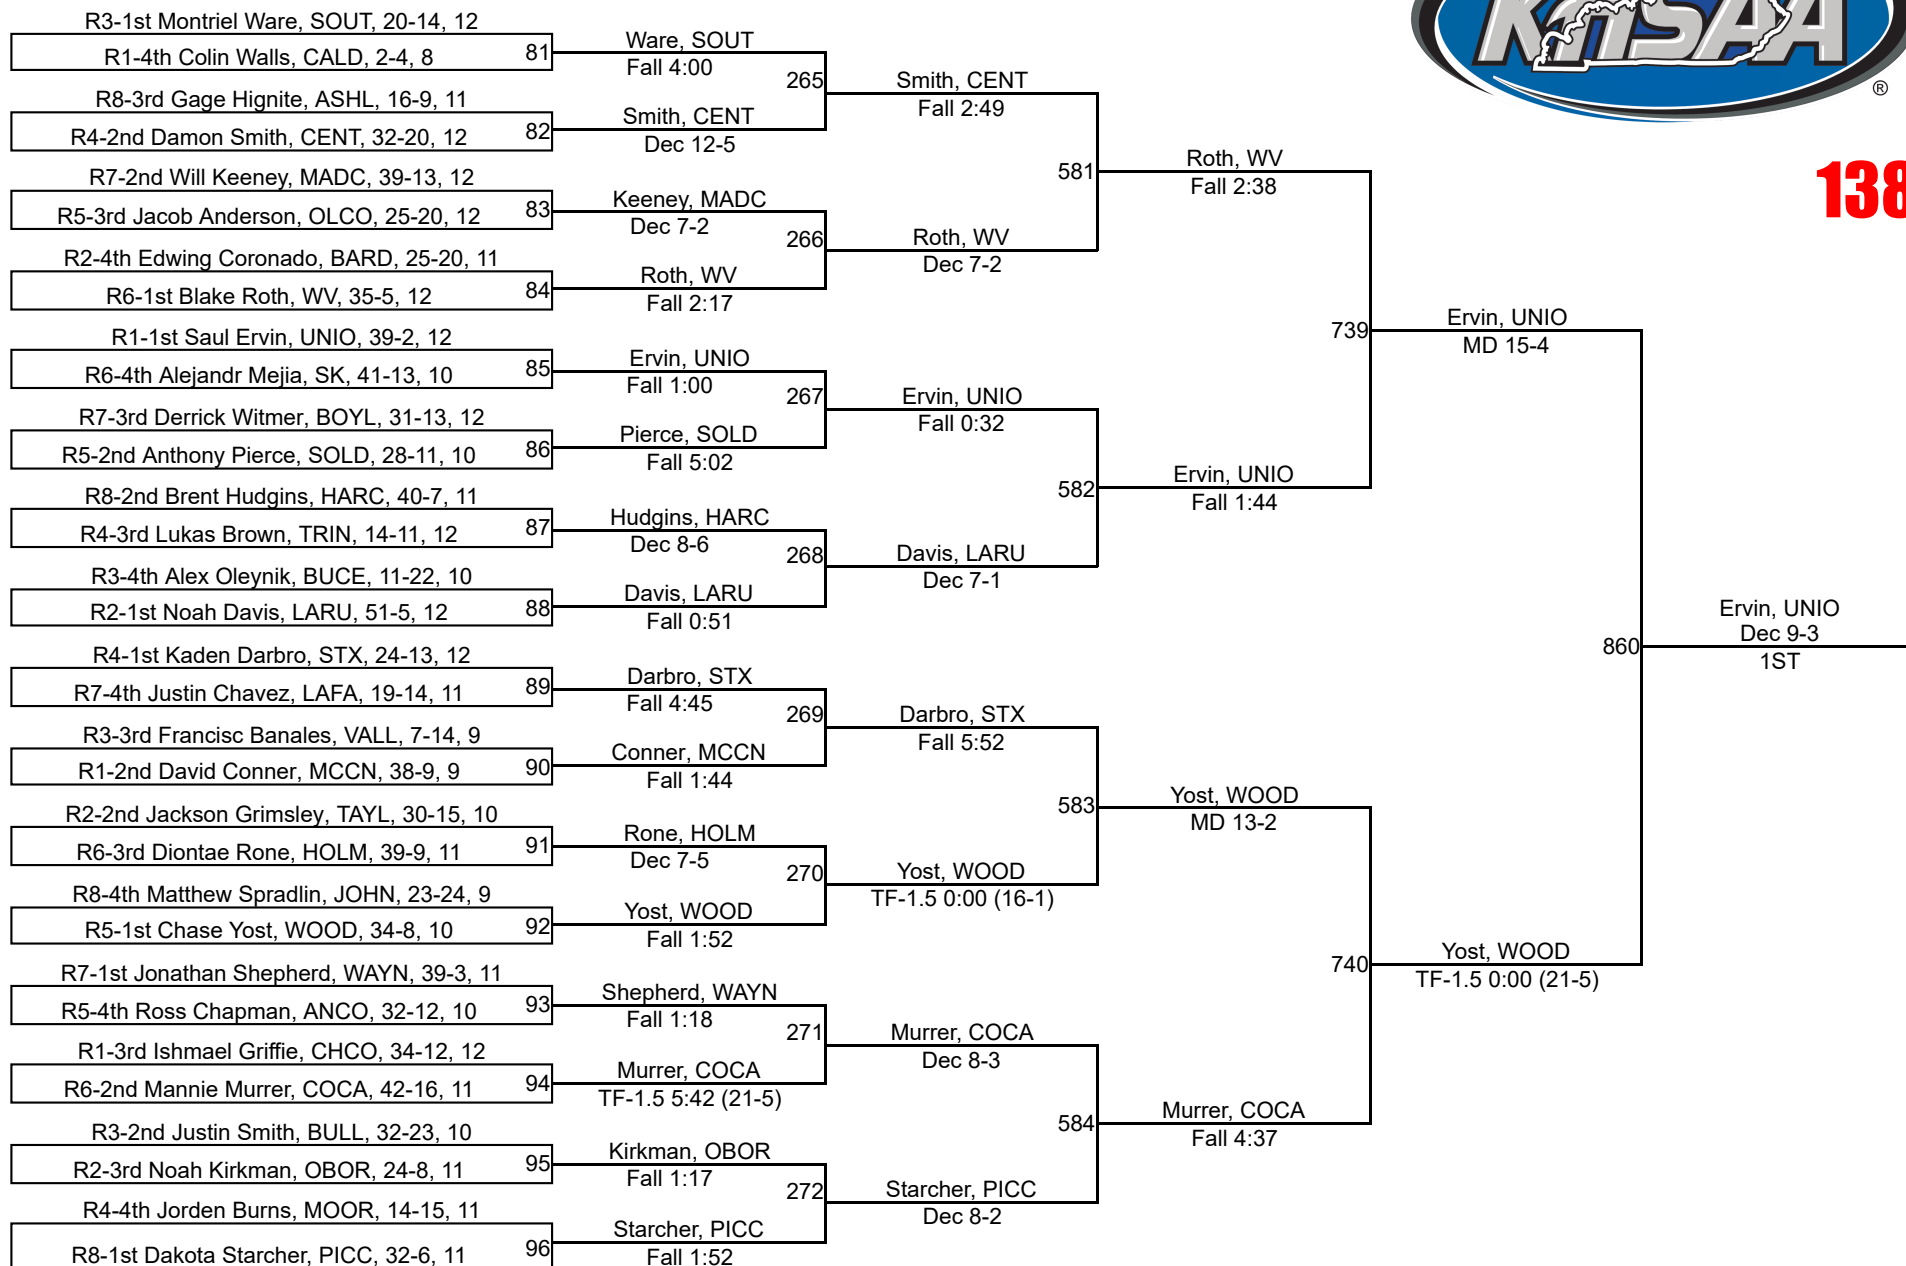 KHSAA
®
138
R3-1st Montriel Ware, SOUT, 20-14, 12
R1-4th Colin Walls, CALD, 2-4, 8
81
R8-3rd Gage Hignite, ASHL, 16-9, 11
R4-2nd Damon Smith, CENT, 32-20, 12
82
R7-2nd Will Keeney, MADC, 39-13, 12
R5-3rd Jacob Anderson, OLCO, 25-20, 12
83
R2-4th Edwing Coronado, BARD, 25-20, 11
R6-1st Blake Roth, WV, 35-5, 12
84
R1-1st Saul Ervin, UNIO, 39-2, 12
R6-4th Alejandr Mejia, SK, 41-13, 10
85
R7-3rd Derrick Witmer, BOYL, 31-13, 12
R5-2nd Anthony Pierce, SOLD, 28-11, 10
86
R8-2nd Brent Hudgins, HARC, 40-7, 11
R4-3rd Lukas Brown, TRIN, 14-11, 12
87
R3-4th Alex Oleynik, BUCE, 11-22, 10
R2-1st Noah Davis, LARU, 51-5, 12
88
R4-1st Kaden Darbro, STX, 24-13, 12
R7-4th Justin Chavez, LAFA, 19-14, 11
89
R3-3rd Francisc Banales, VALL, 7-14, 9
R1-2nd David Conner, MCCN, 38-9, 9
90
R2-2nd Jackson Grimsley, TAYL, 30-15, 10
R6-3rd Diontae Rone, HOLM, 39-9, 11
91
R8-4th Matthew Spradlin, JOHN, 23-24, 9
R5-1st Chase Yost, WOOD, 34-8, 10
92
R7-1st Jonathan Shepherd, WAYN, 39-3, 11
R5-4th Ross Chapman, ANCO, 32-12, 10
93
R1-3rd Ishmael Griffie, CHCO, 34-12, 12
R6-2nd Mannie Murrer, COCA, 42-16, 11
94
R3-2nd Justin Smith, BULL, 32-23, 10
R2-3rd Noah Kirkman, OBOR, 24-8, 11
95
R4-4th Jorden Burns, MOOR, 14-15, 11
R8-1st Dakota Starcher, PICC, 32-6, 11
96
Ware, SOUT
Fall 4:00
265
Smith, CENT
Dec 12-5
Keeney, MADC
Dec 7-2
266
Roth, WV
Fall 2:17
Ervin, UNIO
Fall 1:00
267
Pierce, SOLD
Fall 5:02
Hudgins, HARC
Dec 8-6
268
Davis, LARU
Fall 0:51
Darbro, STX
Fall 4:45
269
Conner, MCCN
Fall 1:44
Rone, HOLM
Dec 7-5
270
Yost, WOOD
Fall 1:52
Shepherd, WAYN
Fall 1:18
271
Murrer, COCA
TF-1.5 5:42 (21-5)
Kirkman, OBOR
Fall 1:17
272
Starcher, PICC
Fall 1:52
Smith, CENT
Fall 2:49
581
Roth, WV
Dec 7-2
Ervin, UNIO
Fall 0:32
582
Davis, LARU
Dec 7-1
Darbro, STX
Fall 5:52
583
Yost, WOOD
TF-1.5 0:00 (16-1)
Murrer, COCA
Dec 8-3
584
Starcher, PICC
Dec 8-2
Roth, WV
Fall 2:38
739
Ervin, UNIO
Fall 1:44
Yost, WOOD
MD 13-2
740
Murrer, COCA
Fall 4:37
Ervin, UNIO
MD 15-4
860
Yost, WOOD
TF-1.5 0:00 (21-5)
Ervin, UNIO
Dec 9-3
1ST